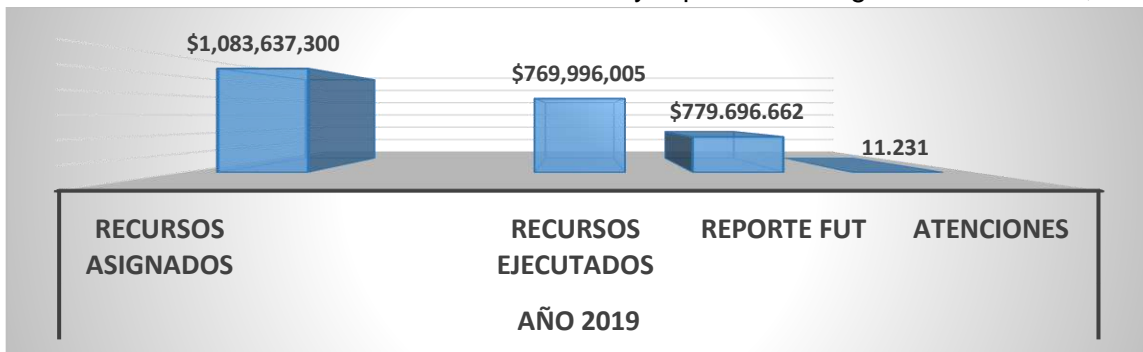 $1,083,637,300
$769,996,005
$779.696.662
11.231
RECURSOS
ASIGNADOS
RECURSOS
EJECUTADOS
REPORTE FUT
ATENCIONES
AÑO 2019